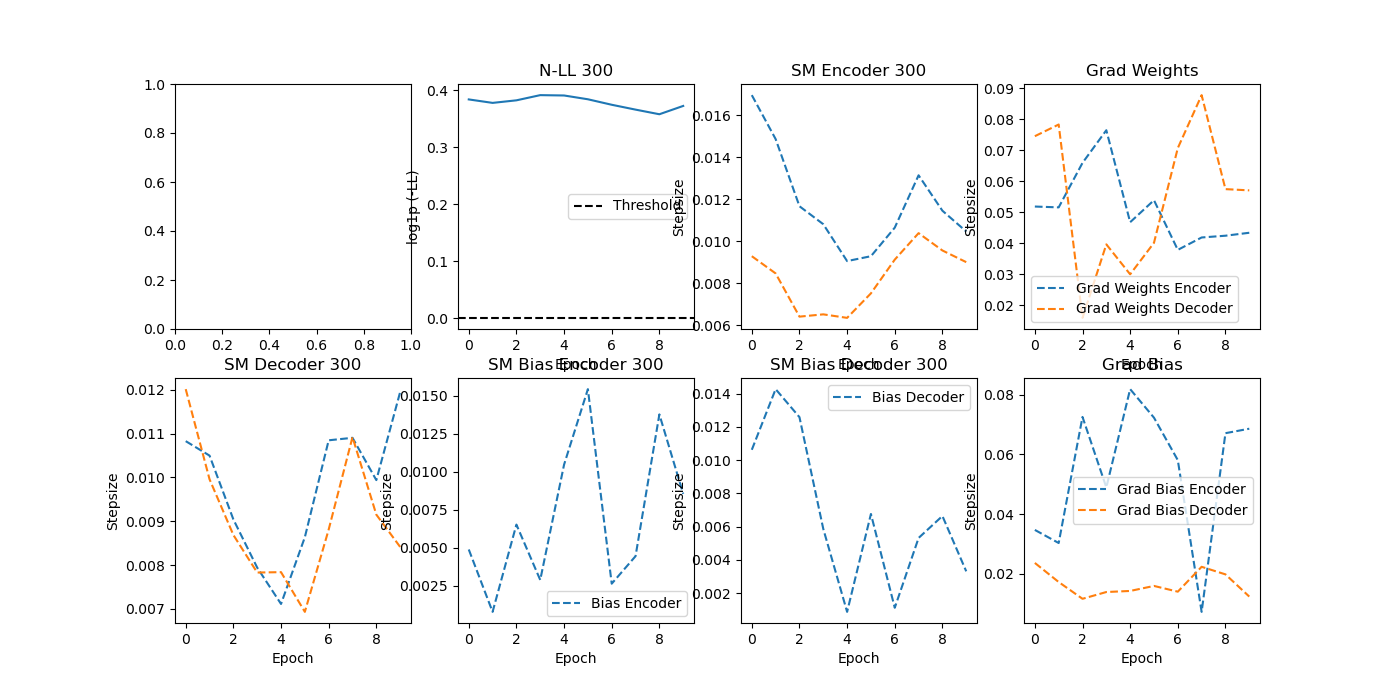 N-LL 300
SM Encoder 300
Grad Weights
1.0
0.8
0.6
0.4
0.2
0.0
0.0 0.2 0.4 0.6 0.8 1.0
log1p (-LL)
0.4
0.3
0.2
0.1
0.0
Threshold
0 2 4 6 8
Epoch
Stepsize
0.016
0.014
0.012
0.010
0.008
0.006
0 2 4 6 8
Epoch
Stepsize
0.09
0.08
0.07
0.06
0.05
0.04
0.03
0.02
Grad Weights Encoder
Grad Weights Decoder
0 2 4 6 8
Epoch
SM Decoder 300
SM Bias Encoder 300
SM Bias Decoder 300
Grad Bias
Stepsize
0.012
0.011
0.010
0.009
0.008
0.007
0 2 4 6 8
Epoch
Stepsize
0.0150
0.0125
0.0100
0.0075
0.0050
0.0025
Bias Encoder
0 2 4 6 8
Epoch
Stepsize
0.014
0.012
0.010
0.008
0.006
0.004
0.002
Bias Decoder
0 2 4 6 8
Epoch
Stepsize
0.08
0.06
0.04
0.02
Grad Bias Encoder
Grad Bias Decoder
0 2 4 6 8
Epoch